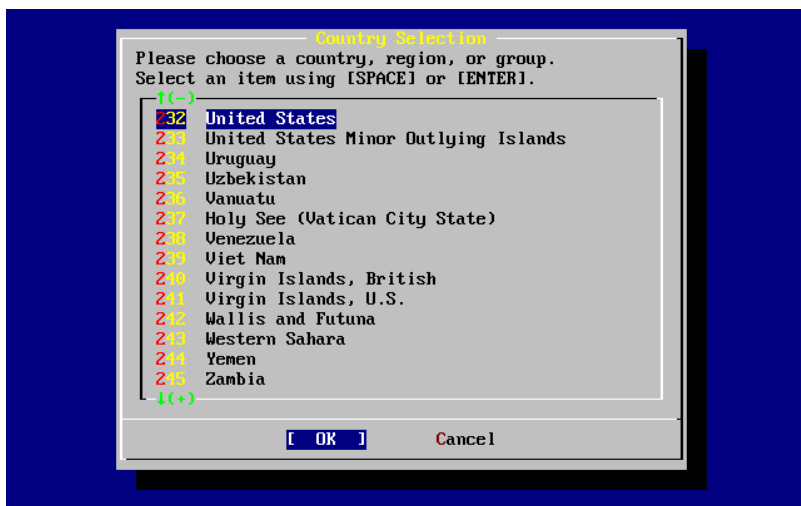 Country Selection
Please choose a country, region, or group.
Select an item using [SPACE] or [ENTER].
↑(-)
232 United States
233 United States Minor Outlying Islands
234 Uruguay
235 Uzbekistan
236 Vanuatu
237 Holy See (Vatican City State)
238 Venezuela
239 Viet Nam
240 Virgin Islands, British
241 Virgin Islands, U.S.
242 Wallis and Futuna
243 Western Sahara
244 Yemen
245 Zambia
↓(+)
[ OK ] Cancel